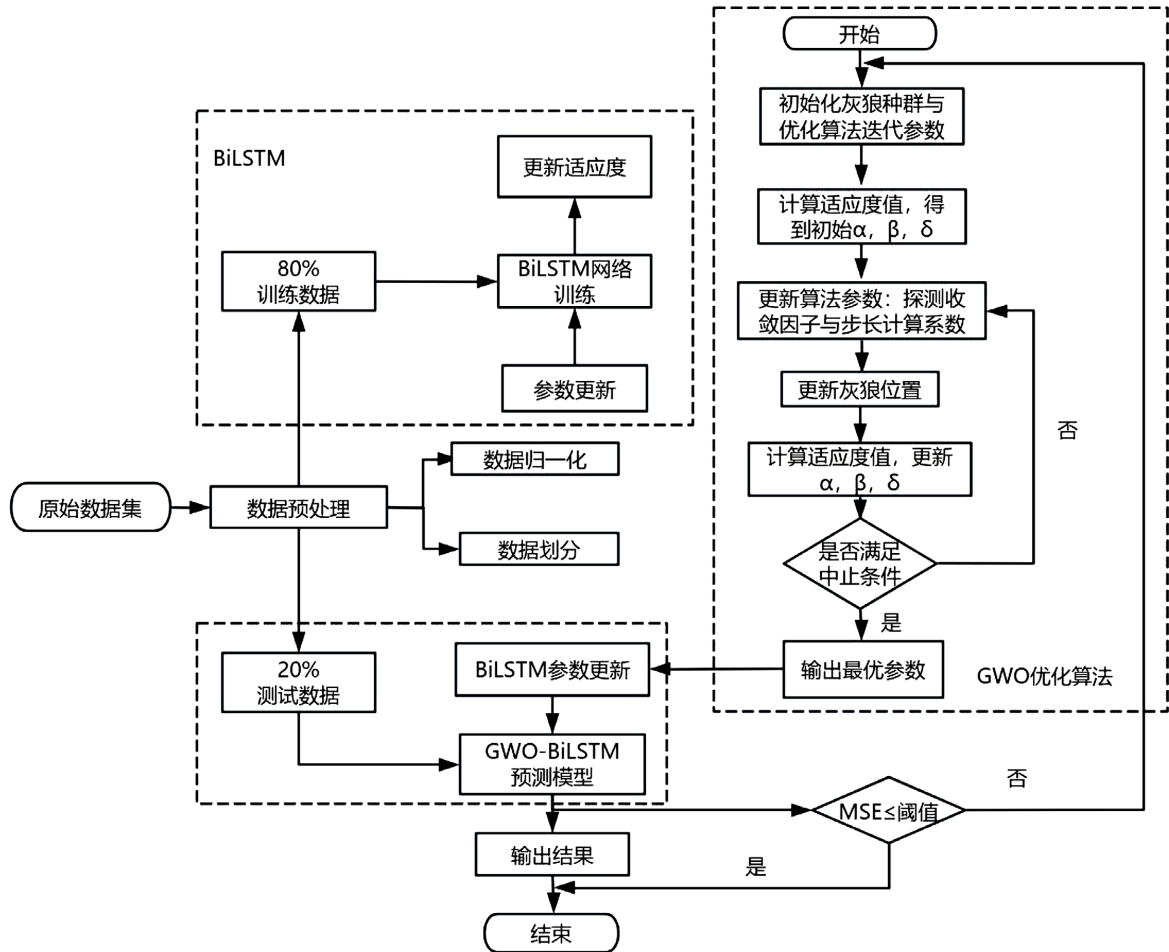 开始
初始化灰狼种群与
优化算法迭代参数
计算适应度值，得
到初始α，β，δ
更新算法参数：探测收
敛因子与步长计算系数
更新灰狼位置
计算适应度值，更新
α，β，δ
是否满足
中止条件
否
是
输出最优参数
GWO优化算法
BiLSTM
更新适应度
80%
训练数据
BiLSTM网络
训练
参数更新
原始数据集
数据预处理
数据归一化
数据划分
20%
测试数据
BiLSTM参数更新
GWO-BiLSTM
预测模型
MSE≤阈值
否
是
输出结果
结束